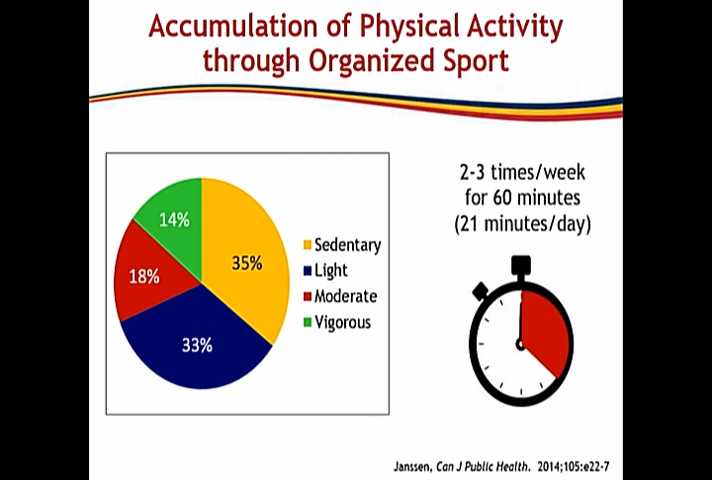 Accumulation of Physical Activity
through Organized Sport
2-3 times/week
for 60 minutes
(21 minutes/day)
14%
35%
18%
33%
Sedentary
Light
Moderate
Vigorous
Janssen, Can J Public Health. 2014;105:e22-7